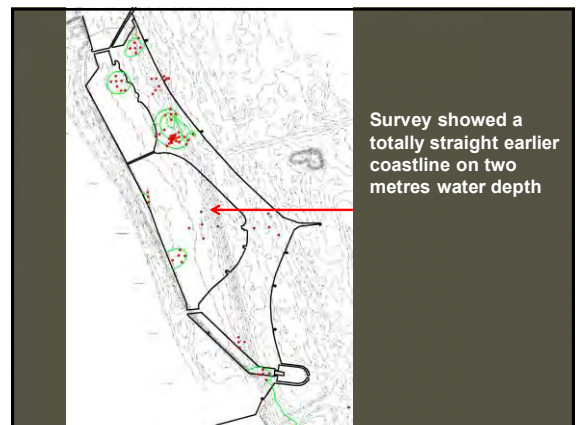 Survey showed a
totally straight earlier
coastline on two
metres water depth